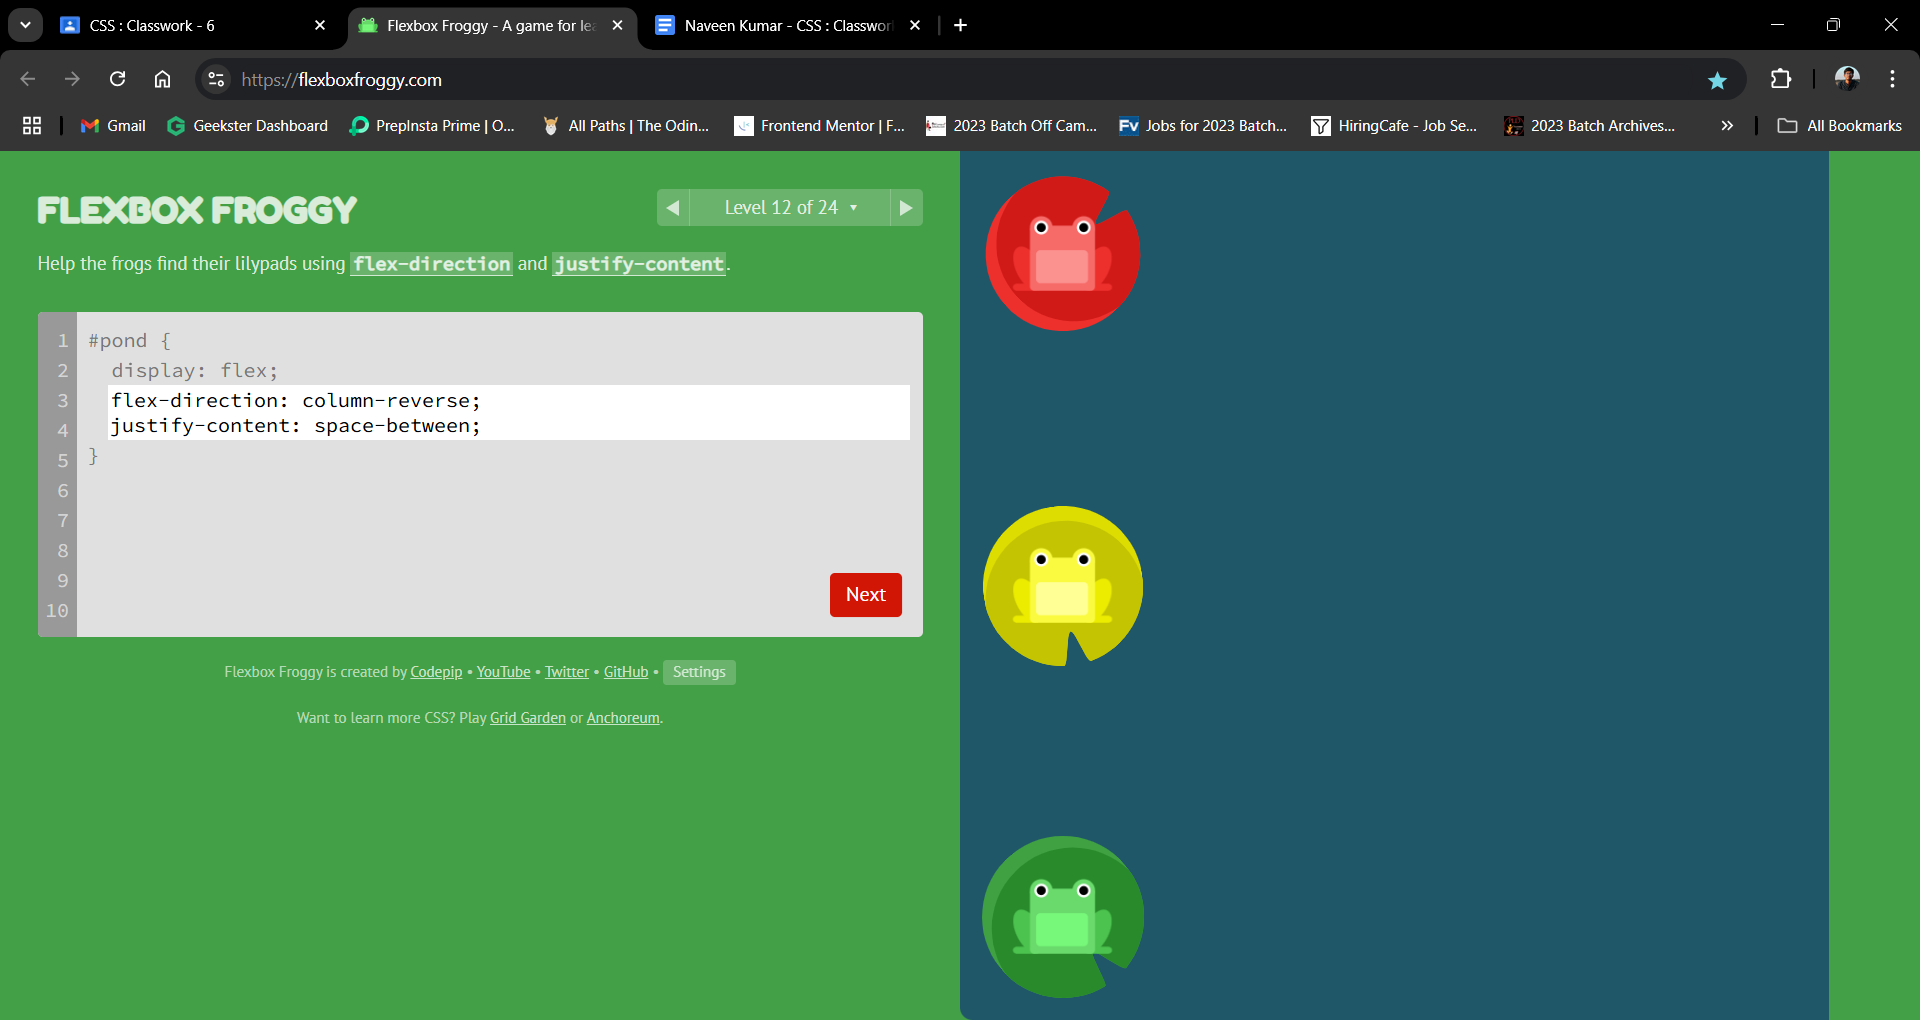 CSS : Classwork - 6
Flexbox Froggy - A game for le
Naveen Kumar - CSS : Classwor
https://flexboxfroggy.com
Gmail
Geekster Dashboard
PrepInsta Prime | O...
All Paths | The Odin...
Frontend Mentor | F...
2023 Batch Off Cam...
Fv Jobs for 2023 Batch...
HiringCafe - Job Se...
2023 Batch Archives...
All Bookmarks
FLEXBOX FROGGY
Level 12 of 24
Help the frogs find their lilypads using flex-direction and justify-content.
1 #pond {
2 display: flex;
3 flex-direction: column-reverse;
4 justify-content: space-between;
5 }
6
7
8
9
10
Next
Flexbox Froggy is created by Codepip • YouTube • Twitter • GitHub • Settings
Want to learn more CSS? Play Grid Garden or Anchoreum.